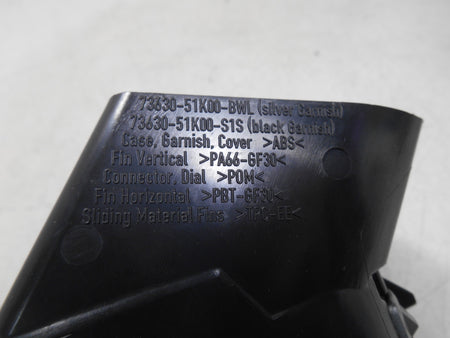 73630-51K00-BWL (silver Garnish)
73630-51K00-S1S (black Garnish)
Case, Garnish, Cover >ABS<
Fin Vertical >PA66-GF30<
Connector, Dial >POM<
Fin Horizontal >PBT-GF30<
Sliding Material Fins >TPC-EE<